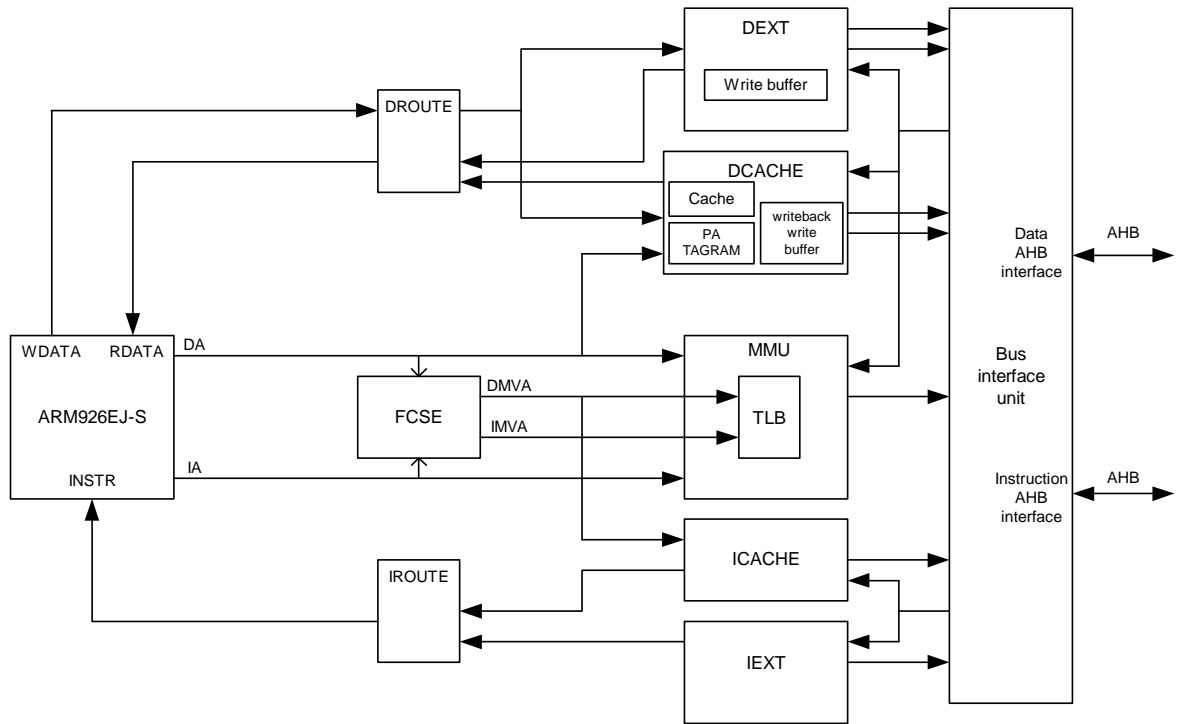 DEXT
Write buffer
DROUTE
DCACHE
Cache
PA
TAGRAM
writeback
write
buffer
Data
AHB
interface
AHB
WDATA RDATA
DA
MMU
DMVA
FCSE
TLB
Bus
interface
unit
ARM926EJ-S
IMVA
IA
INSTR
Instruction
AHB
interface
AHB
ICACHE
IROUTE
IEXT